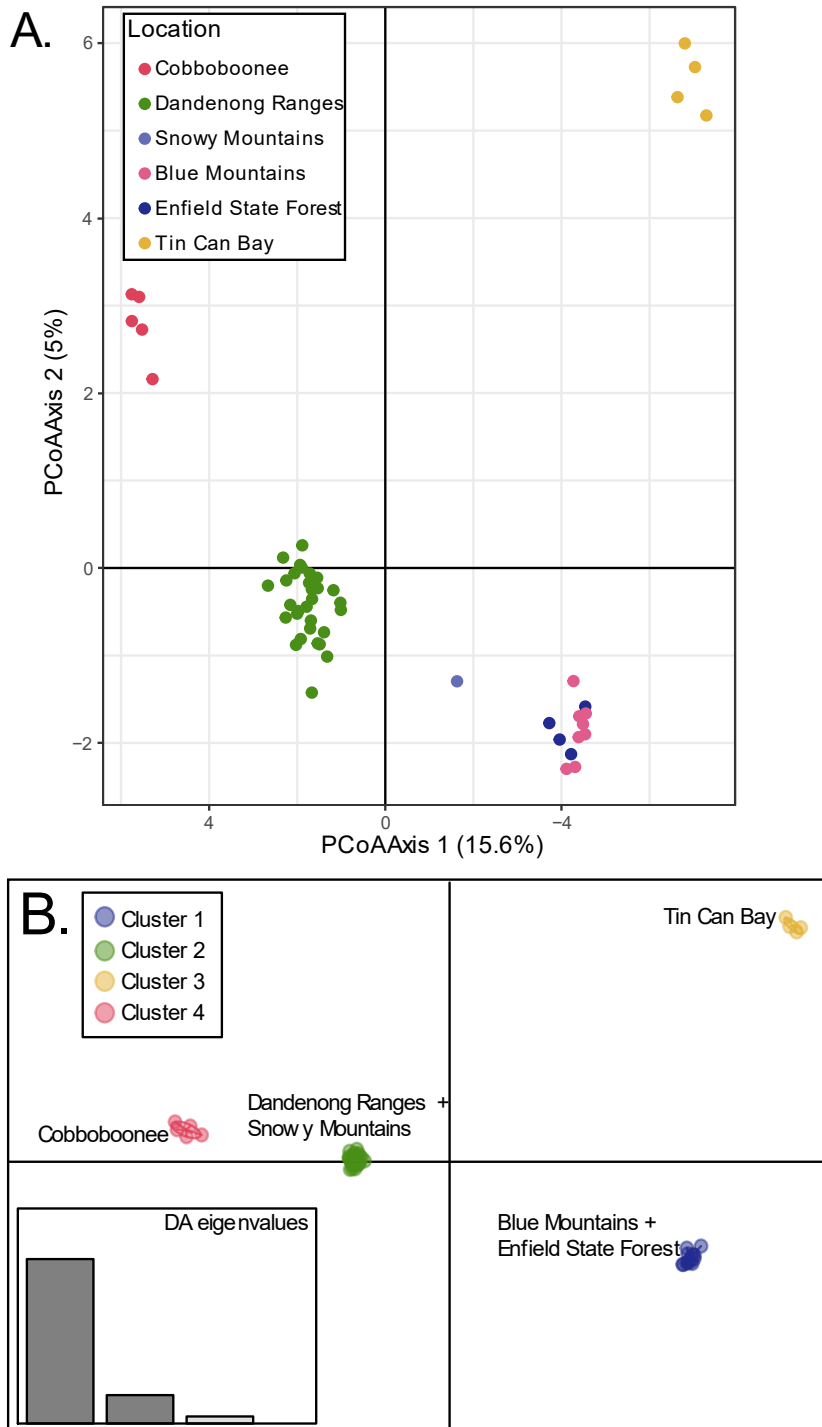 A.
Location
Cobboboonee
Dandenong Ranges
Snowy Mountains
Blue Mountains
Enfield State Forest
Tin Can Bay
6
4
2
0
−2
PCoAAxis 2 (5%)
4
0
−4
PCoAAxis 1 (15.6%)
B.
Cluster 1
Cluster 2
Cluster 3
Cluster 4
Tin Can Bay
Dandenong Ranges +
Snowy Mountains
Cobboboonee
Blue Mountains +
Enfield State Forest
DA eigenvalues